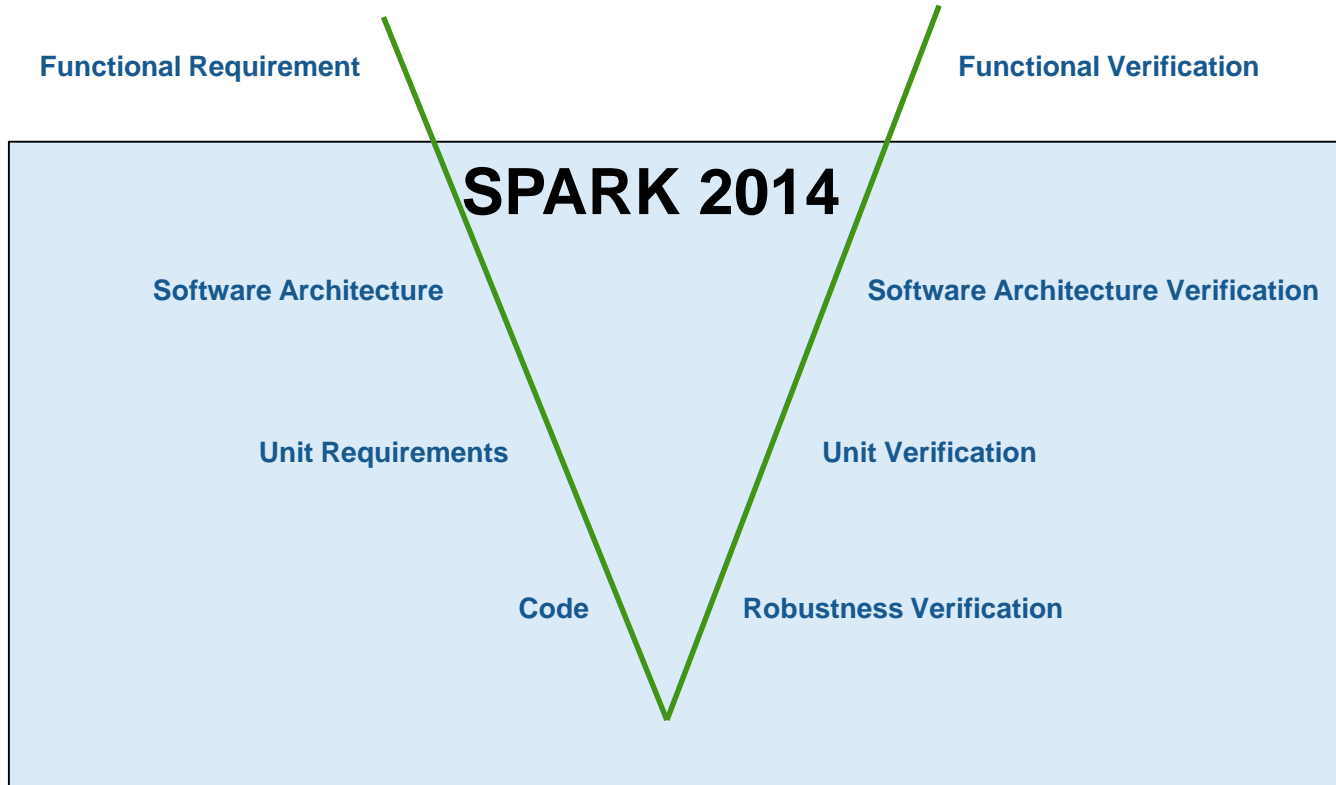 Functional Requirement
Functional Verification
SPARK 2014
Software Architecture
Software Architecture Verification
Unit Requirements
Unit Verification
Code
Robustness Verification